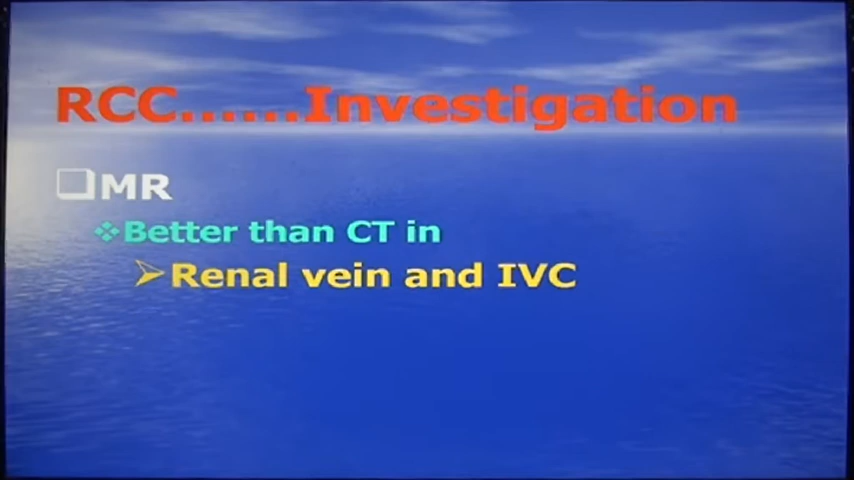 RCC......Investigation
MR
Better than CT in
Renal vein and IVC